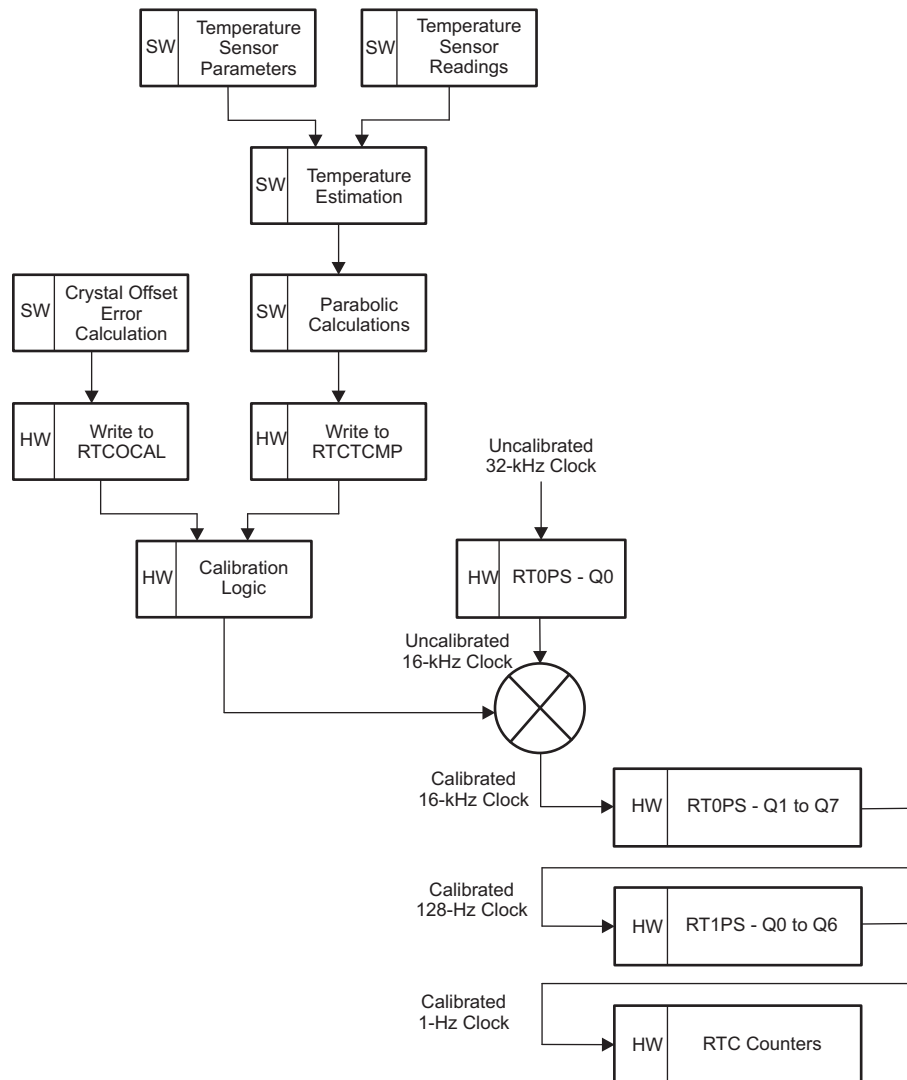 SW
Temperature
Sensor
Parameters
SW
Temperature
Sensor
Readings
SW
Temperature
Estimation
SW
Crystal Offset
Error
Calculation
SW
Parabolic
Calculations
HW
Write to
RTCOCAL
HW
Write to
RTCTCMP
Uncalibrated
32-kHz Clock
HW
Calibration
Logic
HW
RT0PS - Q0
Uncalibrated
16-kHz Clock
Calibrated
16-kHz Clock
HW
RT0PS - Q1 to Q7
Calibrated
128-Hz Clock
HW
RT1PS - Q0 to Q6
Calibrated
1-Hz Clock
HW
RTC Counters